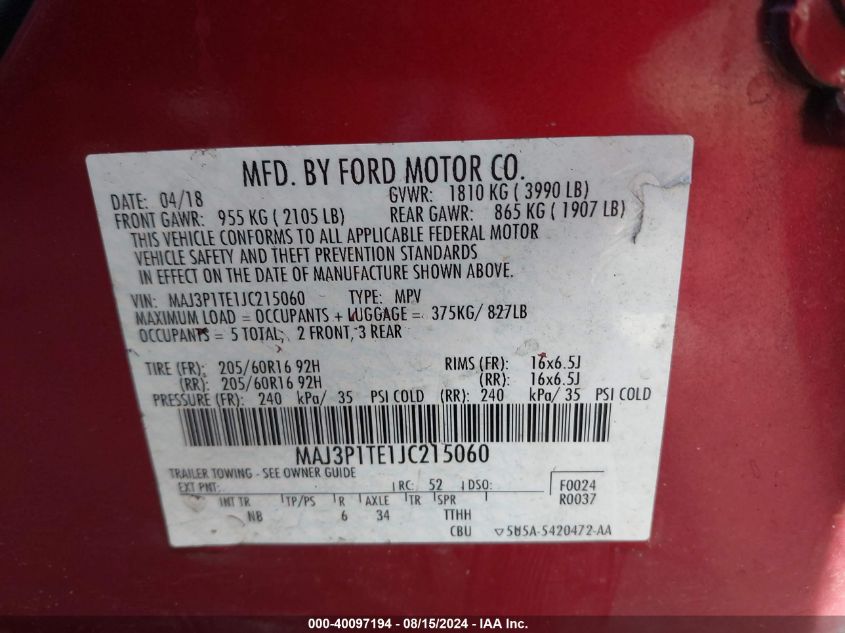 MFD. BY FORD MOTOR CO.
DATE: 04/18 GVWR: 1810 KG ( 3990 LB)
FRONT GAWR: 955 KG ( 2105 LB) REAR GAWR: 865 KG ( 1907 LB)
THIS VEHICLE CONFORMS TO ALL APPLICABLE FEDERAL MOTOR
VEHICLE SAFETY AND THEFT PREVENTION STANDARDS
IN EFFECT ON THE DATE OF MANUFACTURE SHOWN ABOVE.
VIN: MAJ3P1TE1JC215060 TYPE: MPV
MAXIMUM LOAD = OCCUPANTS + LUGGAGE = 375KG/ 827LB
OCCUPANTS = 5 TOTAL; 2 FRONT, 3 REAR
TIRE (FR): 205/60R16 92H RIMS (FR): 16x6.5J
(RR): 205/60R16 92H (RR): 16x6.5J
PRESSURE (FR): 240 kPa/ 35 PSI COLD (RR): 240 kPa/ 35 PSI COLD
MAJ3P1TE1JC215060
TRAILER TOWING - SEE OWNER GUIDE
EXT PNT: RC: 52 DSO: F0024
R0037
INT TR TP/PS R AXLE TR SPR
NB 6 34 TTHH
CBU 5U5A-5420472-AA
000-40097194 - 08/15/2024 - IAA Inc.